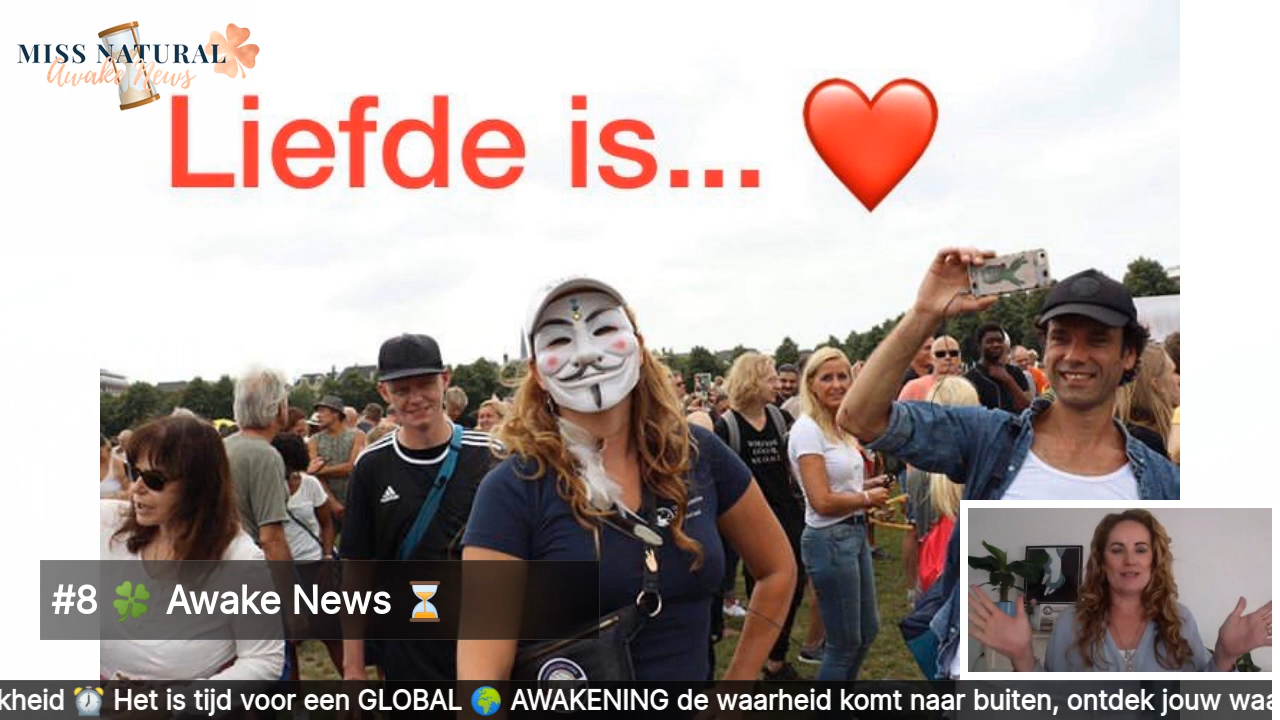 MISS NATURAL
Awake News
Liefde is... ❤️
#8 🍀 Awake News ⏳
kheid ⏰ Het is tijd voor een GLOBAL 🌍 AWAKENING de waarheid komt naar buiten, ontdek jouw waa